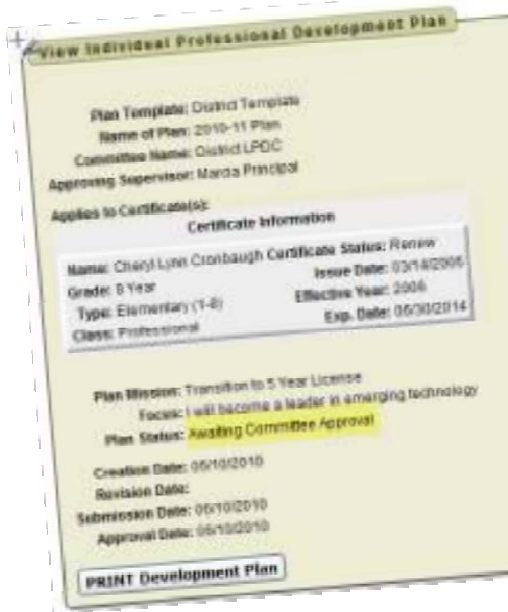 View Individual Professional Development Plan
Plan Template: District Template
Name of Plan: 2010-11 Plan
Committee Name: District LPDC
Approving Supervisor: Marcia Principal
Applies to Certificate(s):
Certificate Information
Name: Cheryl Lynn Cronbaugh Certificate Status: Renew
Grade: 8 Year Issue Date: 03/14/2006
Type: Elementary (1-8) Effective Year: 2006
Class: Professional Exp. Date: 06/30/2014
Plan Mission: Transition to 5 Year License
Focus: I will become a leader in emerging technology
Plan Status: Awaiting Committee Approval
Creation Date: 06/10/2010
Revision Date:
Submission Date: 06/10/2010
Approval Date: 06/10/2010
PRINT Development Plan